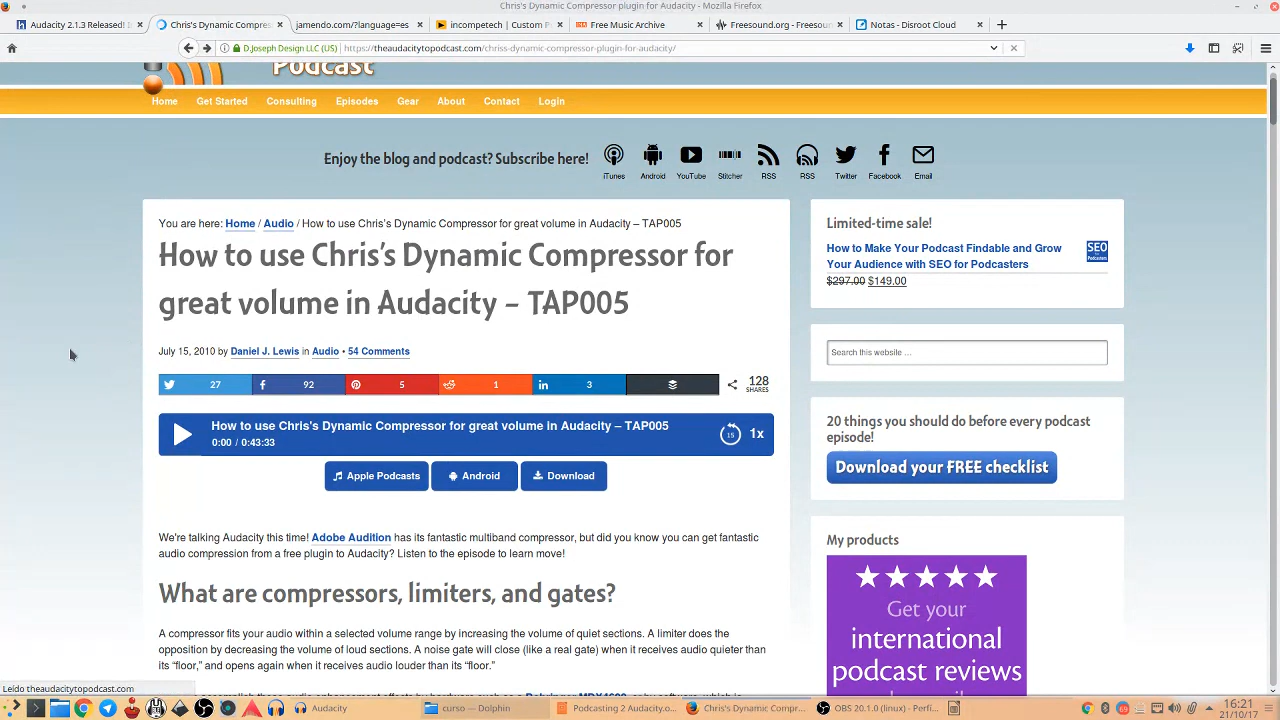 Chris's Dynamic Compressor plugin for Audacity - Mozilla Firefox
Audacity 2.1.3 Released!
Chris's Dynamic Compres
jamendo.com/?language=es
incompetech | Custom P
Free Music Archive
Freesound.org - Freesoun
Notas - Disroot Cloud
D.Joseph Design LLC (US)
https://theaudacitytopodcast.com/chriss-dynamic-compressor-plugin-for-audacity/
Podcast
Home Get Started Consulting Episodes Gear About Contact Login
Enjoy the blog and podcast? Subscribe here!
iTunes Android YouTube Stitcher RSS RSS Twitter Facebook Email
You are here: Home / Audio / How to use Chris's Dynamic Compressor for great volume in Audacity – TAP005
How to use Chris's Dynamic Compressor for
great volume in Audacity – TAP005
July 15, 2010 by Daniel J. Lewis in Audio • 54 Comments
27 92 5 1 3
128
SHARES
How to use Chris's Dynamic Compressor for great volume in Audacity – TAP005
0:00 / 0:43:33
15
1x
Apple Podcasts Android Download
We're talking Audacity this time! Adobe Audition has its fantastic multiband compressor, but did you know you can get fantastic
audio compression from a free plugin to Audacity? Listen to the episode to learn move!
What are compressors, limiters, and gates?
A compressor fits your audio within a selected volume range by increasing the volume of quiet sections. A limiter does the
opposition by decreasing the volume of loud sections. A noise gate will close (like a real gate) when it receives audio quieter than
its "floor," and opens again when it receives audio louder than its "floor."
Limited-time sale!
How to Make Your Podcast Findable and Grow
Your Audience with SEO for Podcasters
SEO
$297.00 $149.00
Search this website …
20 things you should do before every podcast
episode!
Download your FREE checklist
My products
Get your
international
podcast reviews
Leído theaudacitytopodcast.com
Audacity
curso — Dolphin
Podcasting 2 Audacity.o...
Chris's Dynamic Compr...
OBS 20.1.0 (linux) - Perfi...
16:21
21/10/17